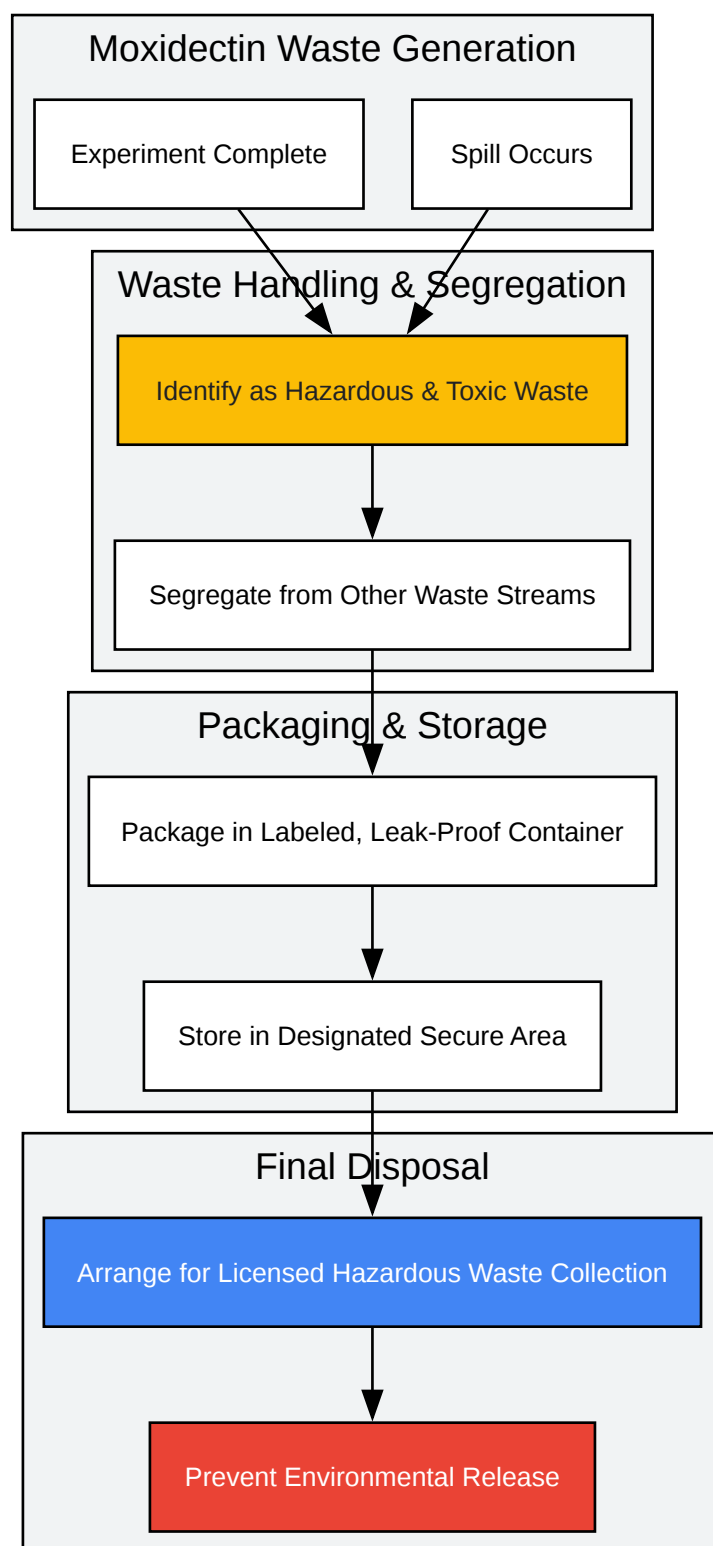 Moxidectin Waste Generation
Experiment Complete
Spill Occurs
Waste Handling & Segregation
Identify as Hazardous & Toxic Waste
Segregate from Other Waste Streams
Packaging & Storage
Package in Labeled, Leak-Proof Container
Store in Designated Secure Area
Final Disposal
Arrange for Licensed Hazardous Waste Collection
Prevent Environmental Release